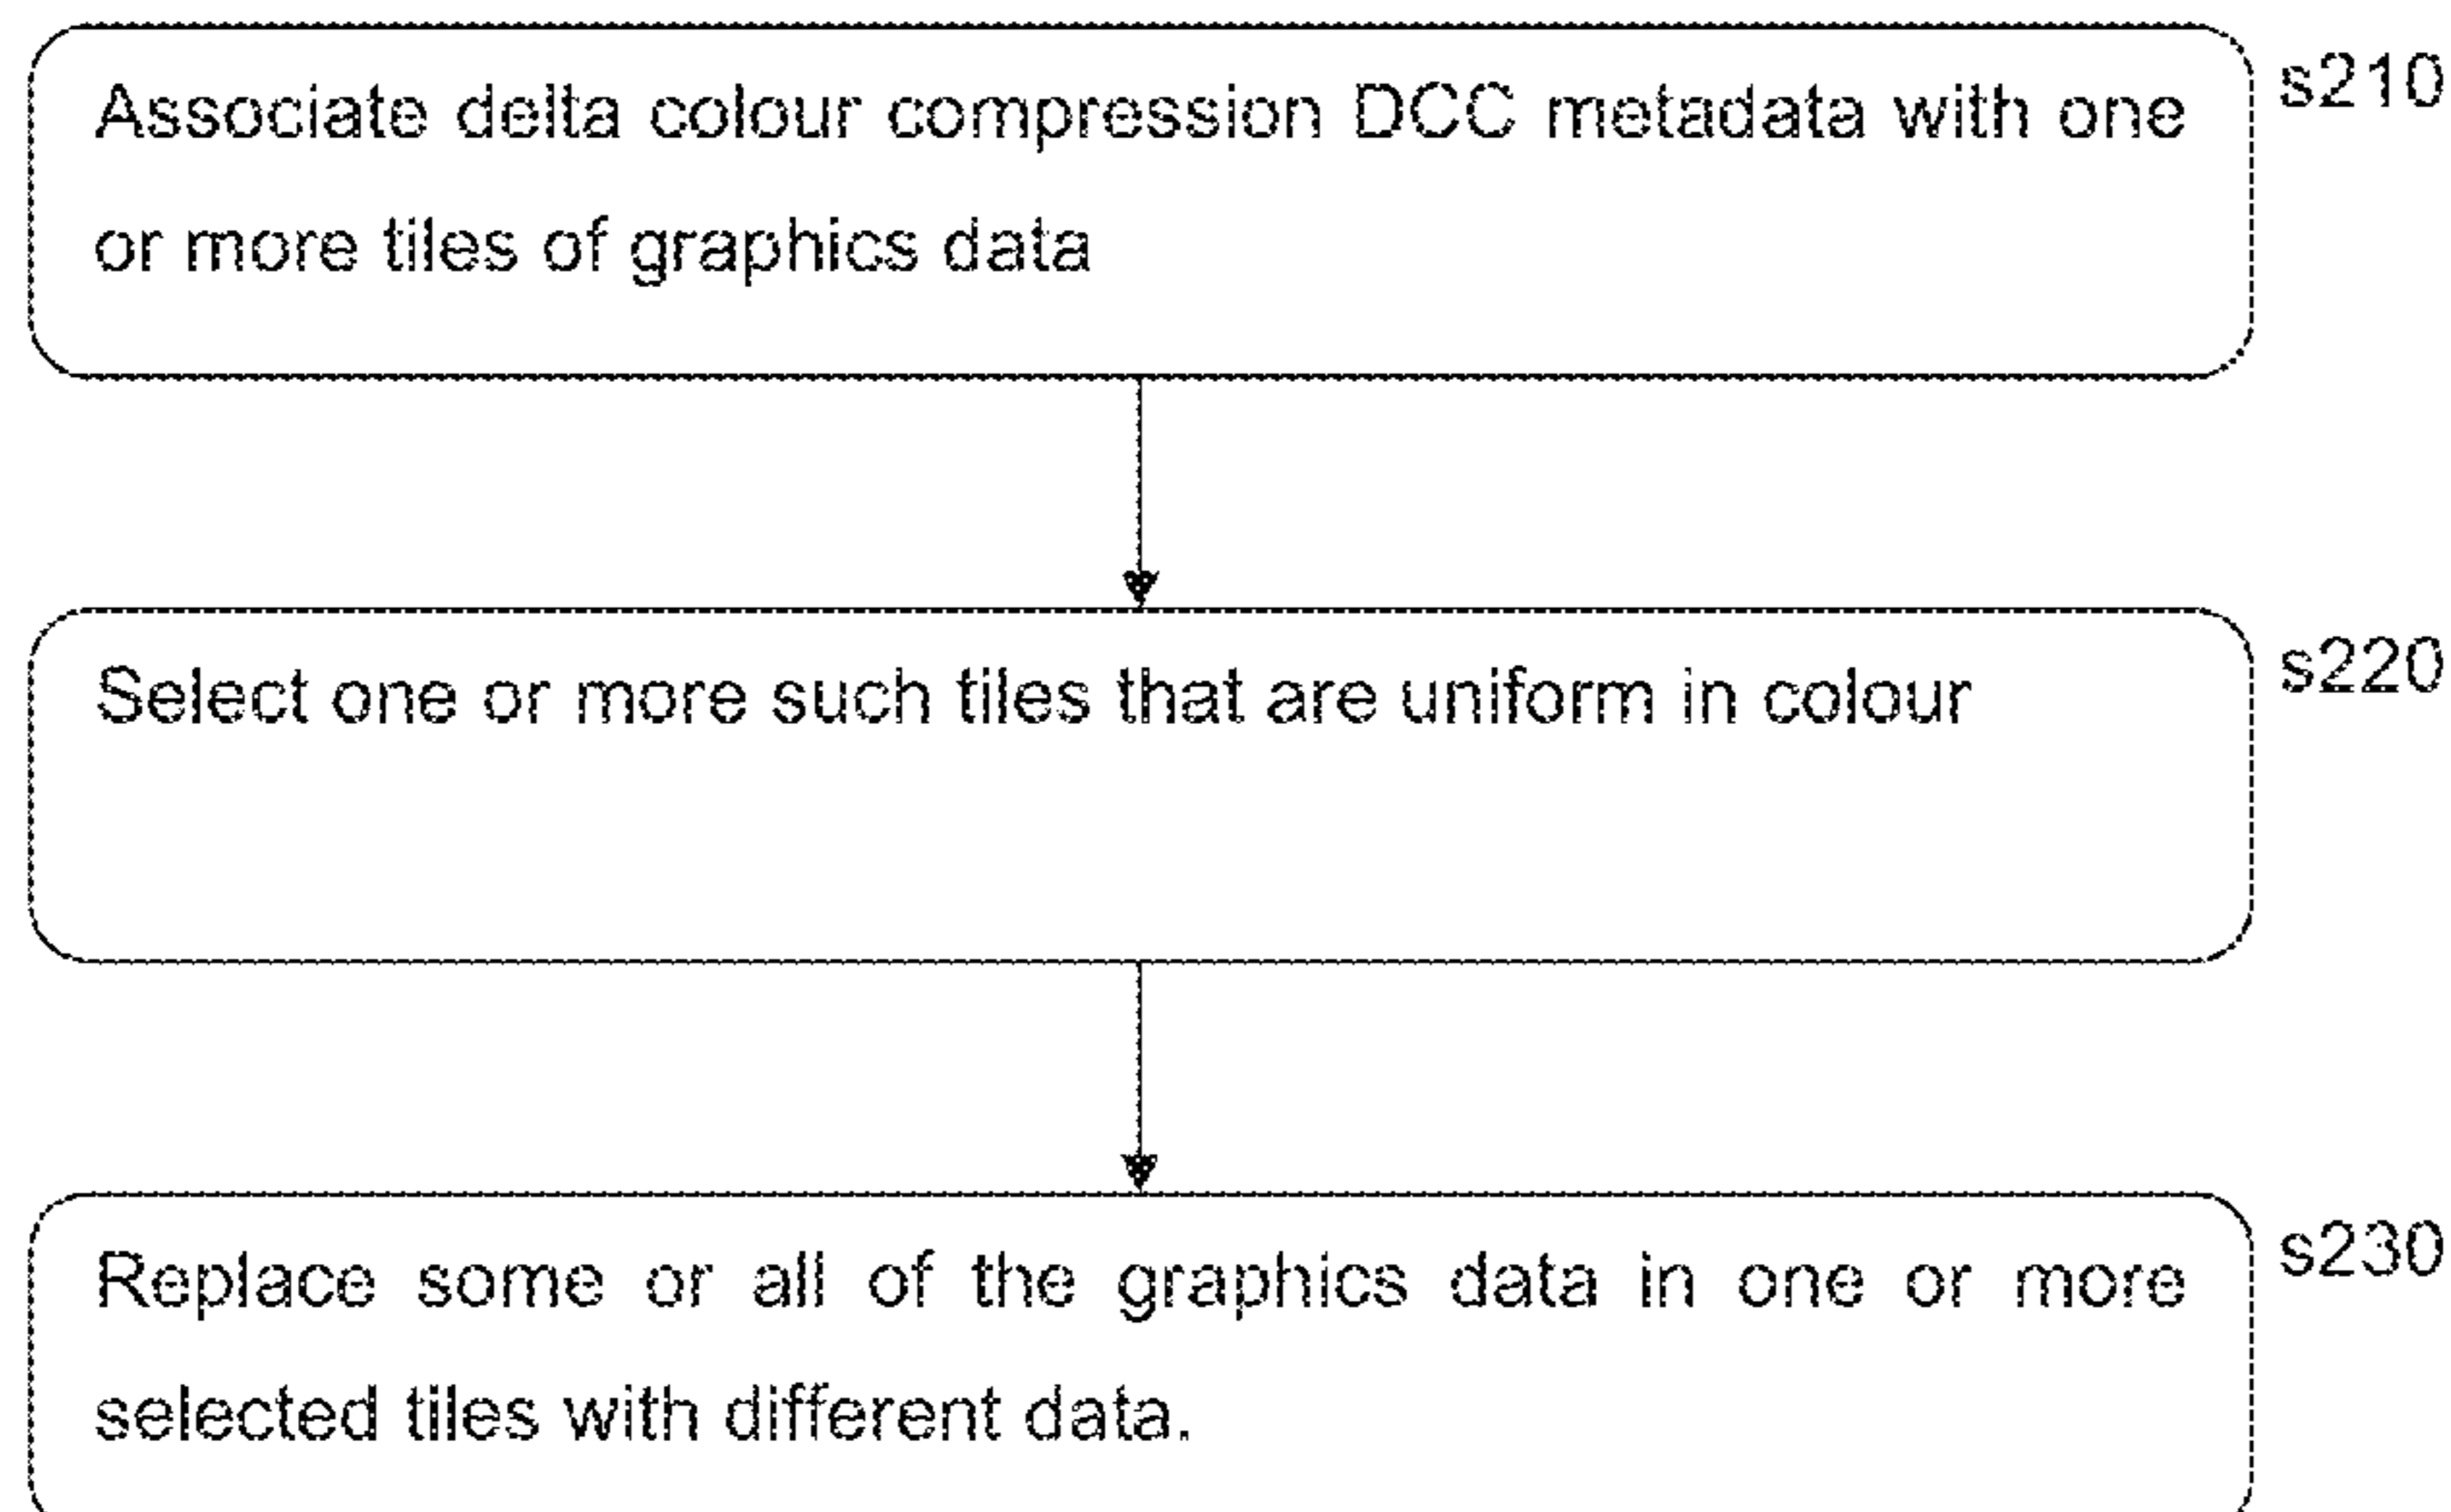 Associate delta colour compression DCC metadata with one
s210
or more tiles of graphics data
Select one or more such tiles that are uniform in colour
s220
Replace some or all of the graphics data in one or more
s230
selected tiles with different data.